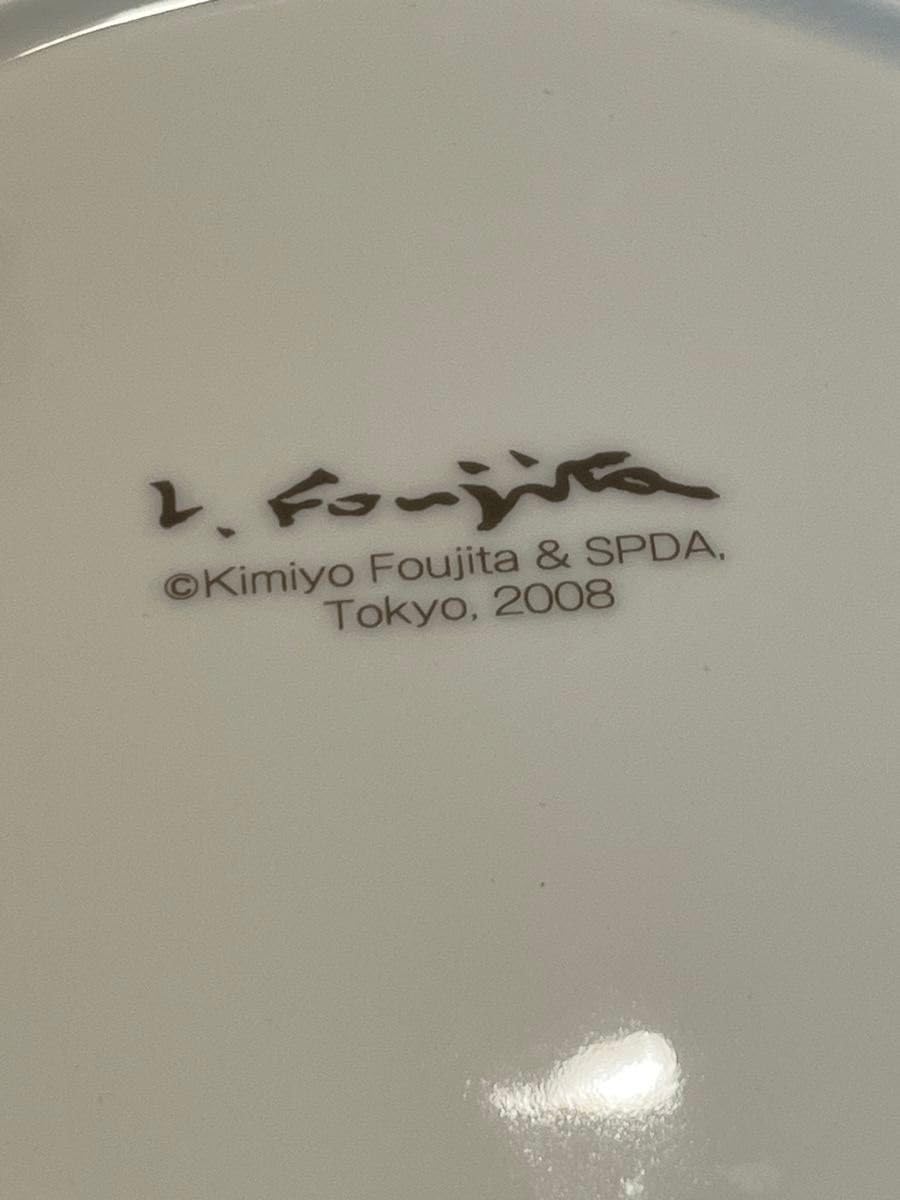 L. Foujita
©Kimiyo Foujita & SPDA,
Tokyo, 2008